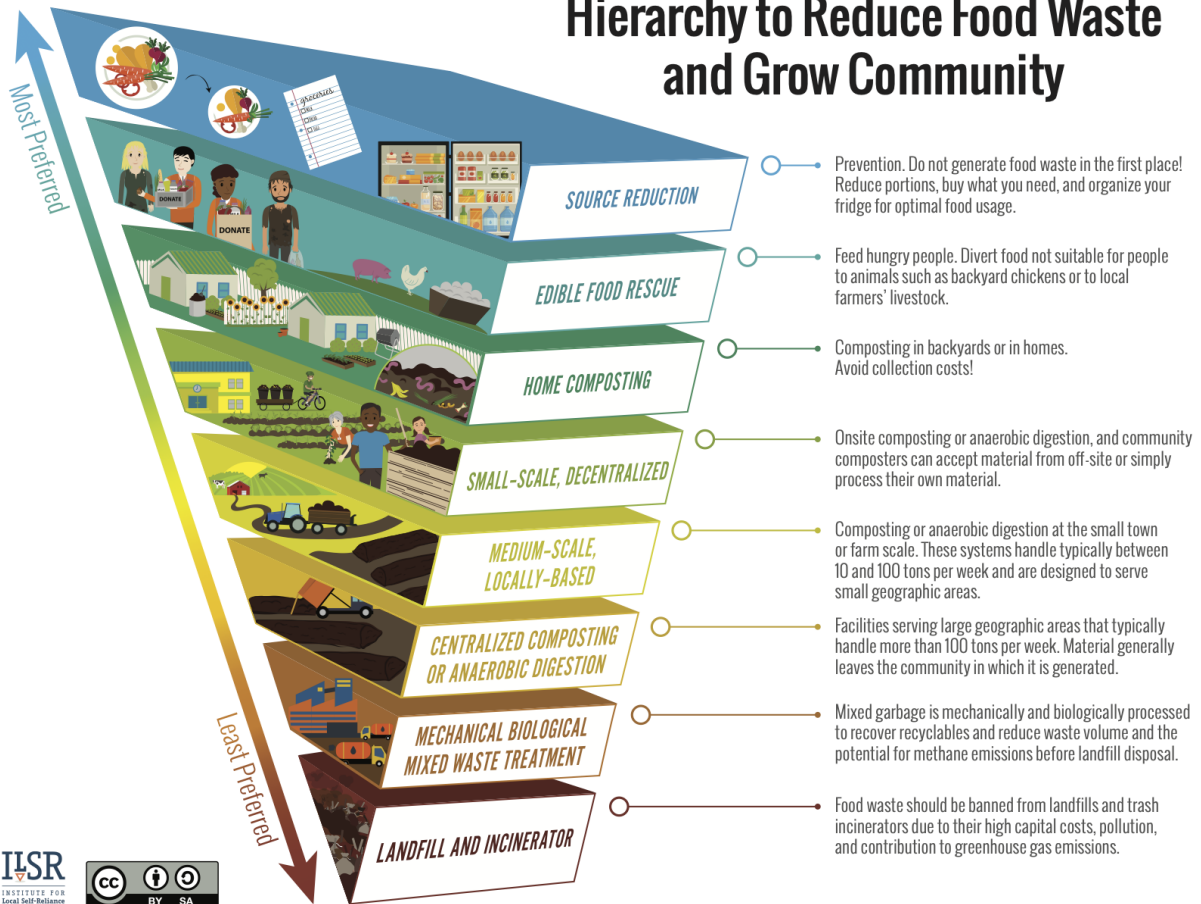 Hierarchy to Reduce Food Waste
and Grow Community
Most Preferred
groceries
DONATE
DONATE
SOURCE REDUCTION
Prevention. Do not generate food waste in the first place!
Reduce portions, buy what you need, and organize your
fridge for optimal food usage.
EDIBLE FOOD RESCUE
Feed hungry people. Divert food not suitable for people
to animals such as backyard chickens or to local
farmers' livestock.
HOME COMPOSTING
Composting in backyards or in homes.
Avoid collection costs!
SMALL-SCALE, DECENTRALIZED
Onsite composting or anaerobic digestion, and community
composters can accept material from off-site or simply
process their own material.
MEDIUM-SCALE,
LOCALLY-BASED
Composting or anaerobic digestion at the small town
or farm scale. These systems handle typically between
10 and 100 tons per week and are designed to serve
small geographic areas.
CENTRALIZED COMPOSTING
OR ANAEROBIC DIGESTION
Facilities serving large geographic areas that typically
handle more than 100 tons per week. Material generally
leaves the community in which it is generated.
MECHANICAL BIOLOGICAL
MIXED WASTE TREATMENT
Mixed garbage is mechanically and biologically processed
to recover recyclables and reduce waste volume and the
potential for methane emissions before landfill disposal.
Least Preferred
LANDFILL AND INCINERATOR
Food waste should be banned from landfills and trash
incinerators due to their high capital costs, pollution,
and contribution to greenhouse gas emissions.
ILSR
INSTITUTE FOR
Local Self-Reliance
cc
BY SA